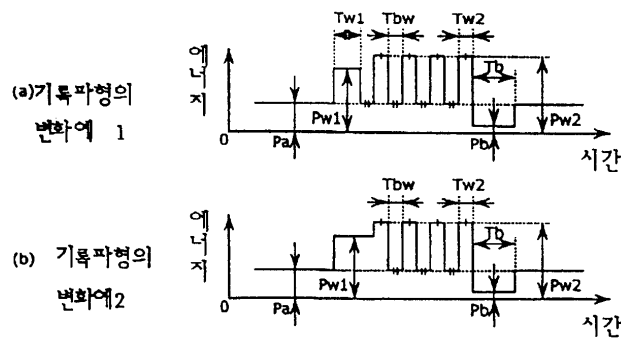 Tw1
Tbw
Tw2
에너지
Tb
(a)기록파형의
변화예 1
Pw1
Pw2
0
Pa
Pb
시간
Tbw
Tw2
에너지
Tb
(b) 기록파형의
변화예2
Pw1
Pw2
0
Pa
Pb
시간